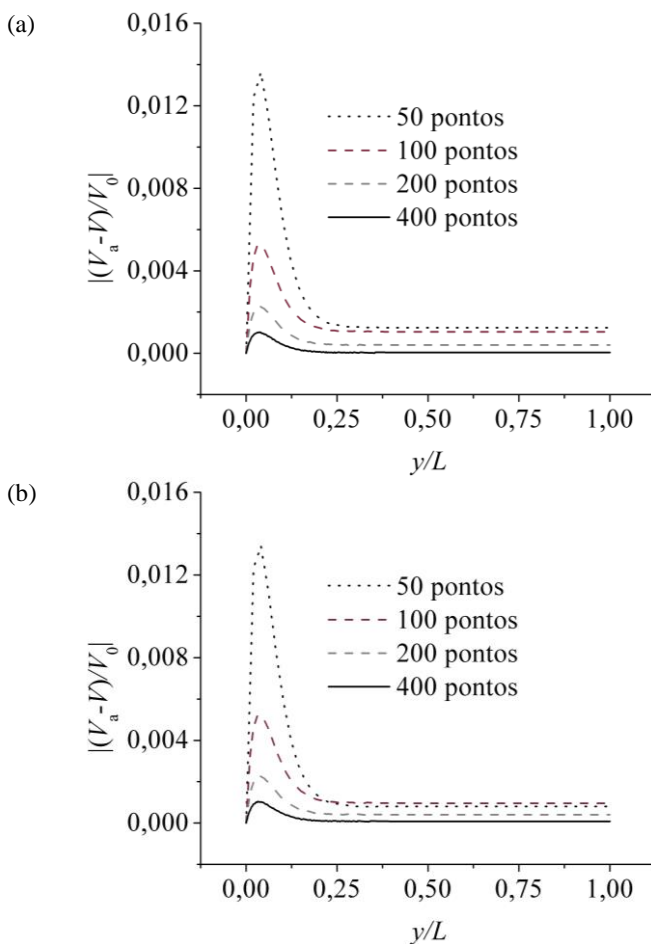 (a)
0,016
0,012
0,008
0,004
0,000
|(Va-V)/V0|
50 pontos
100 pontos
200 pontos
400 pontos
0,00 0,25 0,50 0,75 1,00
y/L
(b)
0,016
0,012
0,008
0,004
0,000
|(Va-V)/V0|
50 pontos
100 pontos
200 pontos
400 pontos
0,00 0,25 0,50 0,75 1,00
y/L